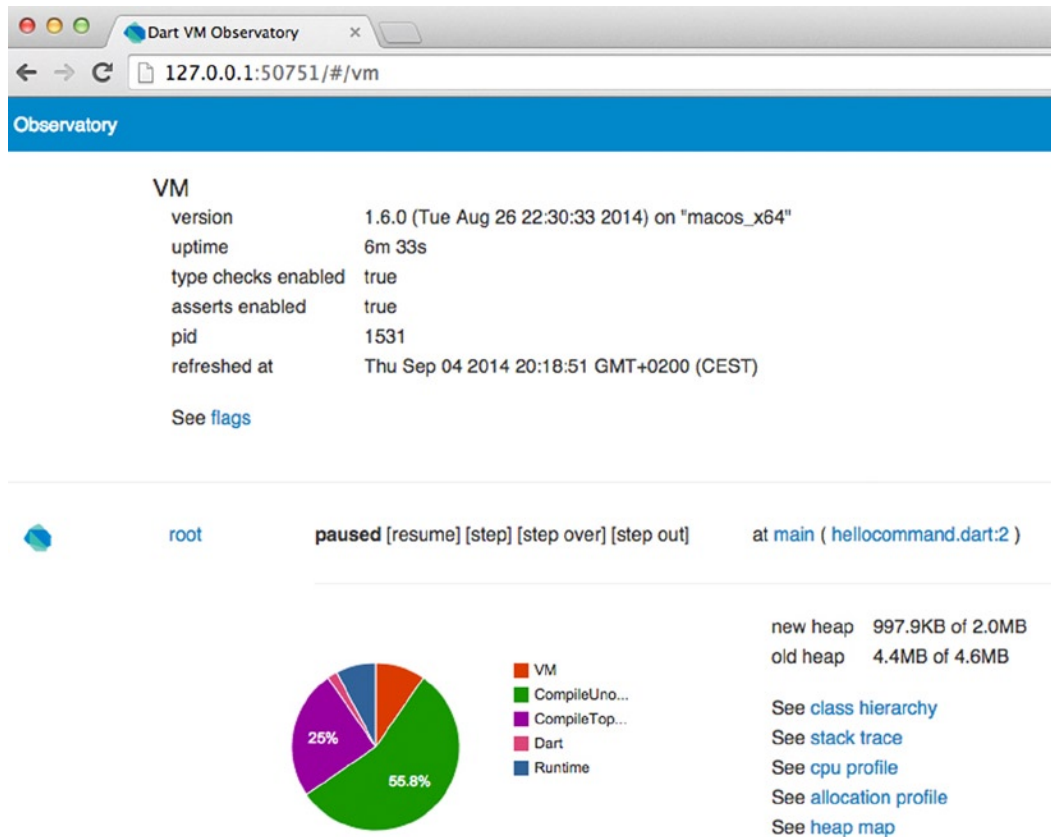 Dart VM Observatory
127.0.0.1:50751/#/vm
Observatory
VM
version 1.6.0 (Tue Aug 26 22:30:33 2014) on "macos_x64"
uptime 6m 33s
type checks enabled true
asserts enabled true
pid 1531
refreshed at Thu Sep 04 2014 20:18:51 GMT+0200 (CEST)
See flags
root paused [resume] [step] [step over] [step out] at main ( hellocommand.dart:2 )
new heap 997.9KB of 2.0MB
old heap 4.4MB of 4.6MB
VM
CompileUno...
CompileTop...
Dart
Runtime
25%
55.8%
See class hierarchy
See stack trace
See cpu profile
See allocation profile
See heap map